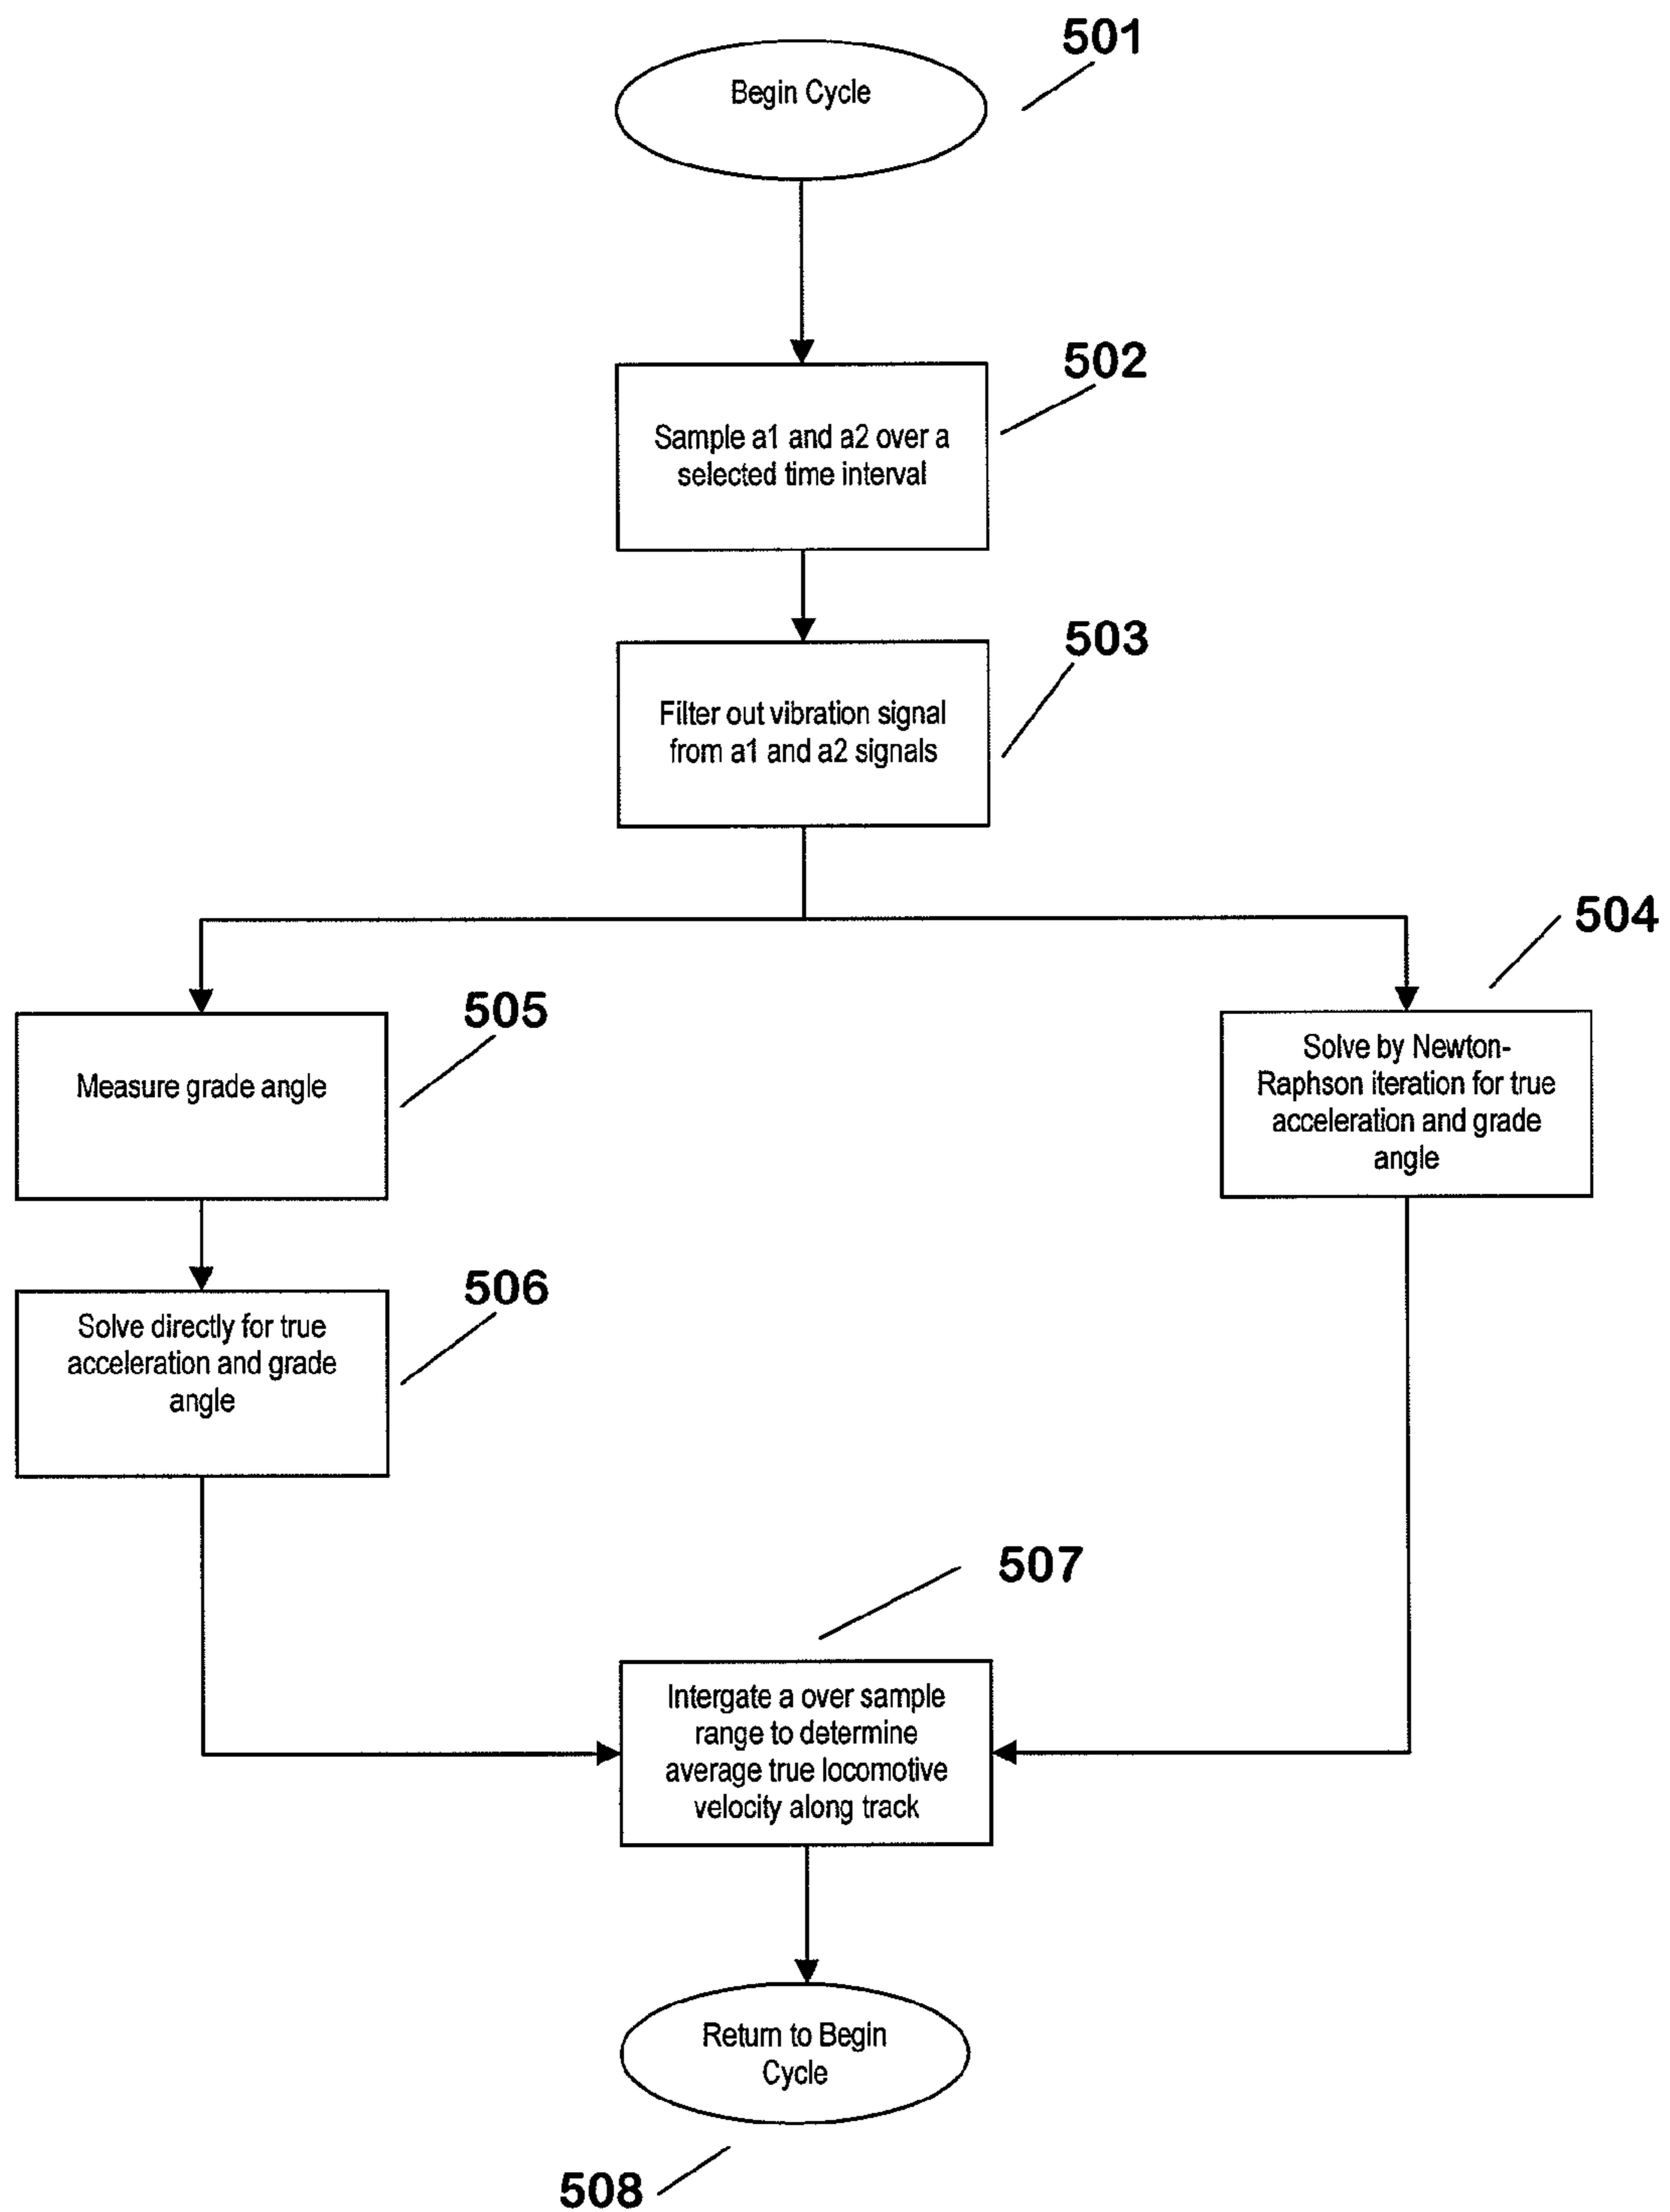 501
Begin Cycle
502
Sample a1 and a2 over a
selected time interval
503
Filter out vibration signal
from a1 and a2 signals
504
Solve by Newton-
Raphson iteration for true
acceleration and grade
angle
505
Measure grade angle
506
Solve directly for true
acceleration and grade
angle
507
Intergate a over sample
range to determine
average true locomotive
velocity along track
Return to Begin
Cycle
508